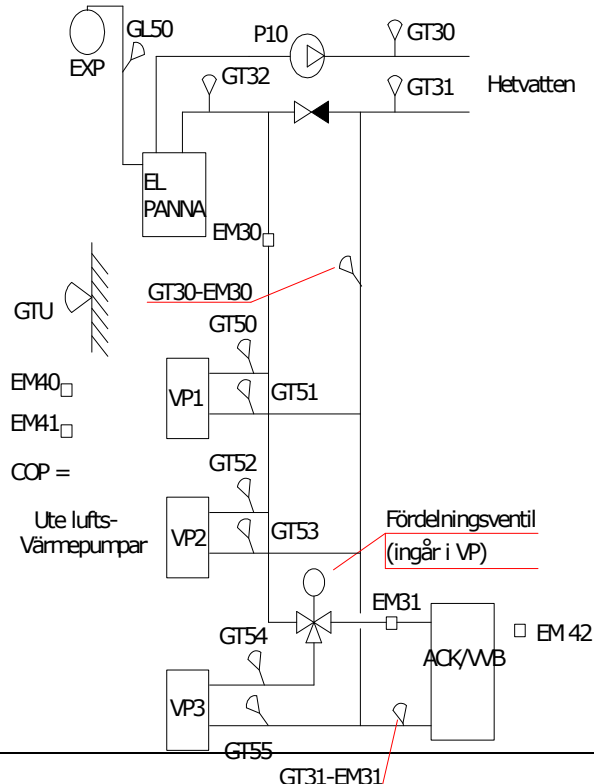 GL50
P10
GT30
EXP
GT32
GT31
Hetvatten
EL
PANNA
EM30
GT30-EM30
GTU
GT50
EM40
VP1
GT51
EM41
COP =
GT52
Ute lufts-
Värmepumpar
VP2
GT53
Fördelningsventil
(ingår i VP)
EM31
GT54
ACK/VVB
EM 42
VP3
GT55
GT31-EM31